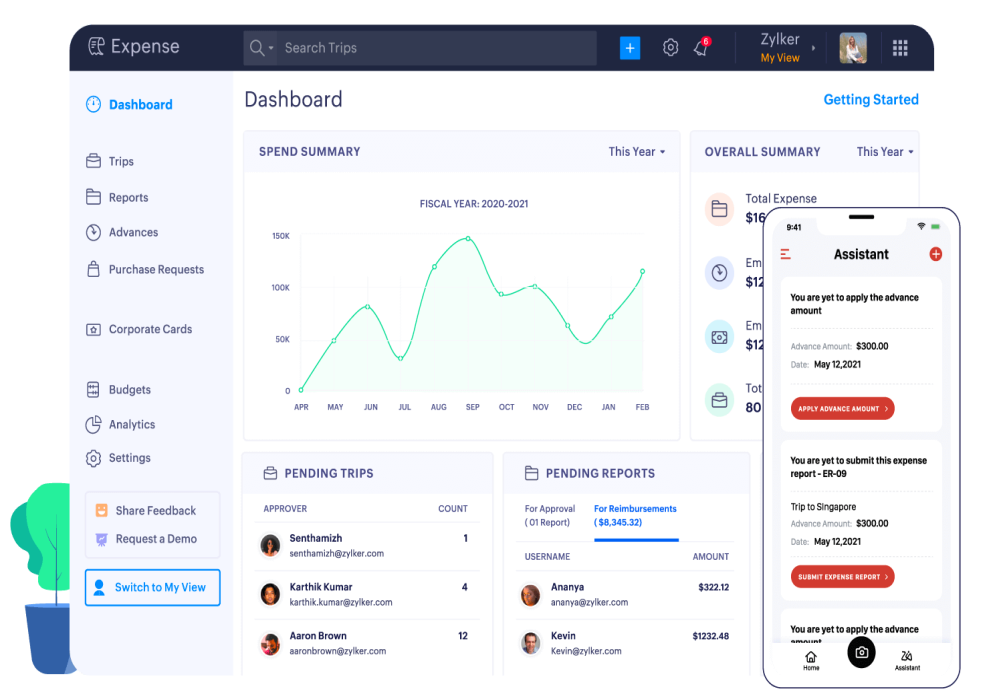 Expense
Search Trips
6
Zylker
My View
Dashboard
Trips
Reports
Advances
Purchase Requests
Corporate Cards
Budgets
Analytics
Settings
Share Feedback
Request a Demo
Switch to My View
Dashboard
Getting Started
SPEND SUMMARY
This Year
FISCAL YEAR: 2020-2021
150K
100K
50K
0
APR MAY JUN JUL AUG SEP OCT NOV DEC JAN FEB
OVERALL SUMMARY
This Year
Total Expense
$16
Em
$12
Em
$12
Tot
80
PENDING TRIPS
APPROVER COUNT
Senthamizh 1
senthamizh@zylker.com
Karthik Kumar 4
karthik.kumar@zylker.com
Aaron Brown 12
aaronbrown@zylker.com
PENDING REPORTS
For Approval
( 01 Report)
For Reimbursements
( $8,345.32)
USERNAME AMOUNT
Ananya $322.12
ananya@zylker.com
Kevin $1232.48
Kevin@zylker.com
9:41
Assistant
You are yet to apply the advance
amount
Advance Amount: $300.00
Date: May 12,2021
APPLY ADVANCE AMOUNT
You are yet to submit this expense
report - ER-09
Trip to SIngapore
Advance Amount: $300.00
Date: May 12,2021
SUBMIT EXPENSE REPORT
You are yet to apply the advance
amount
Home
Assistant